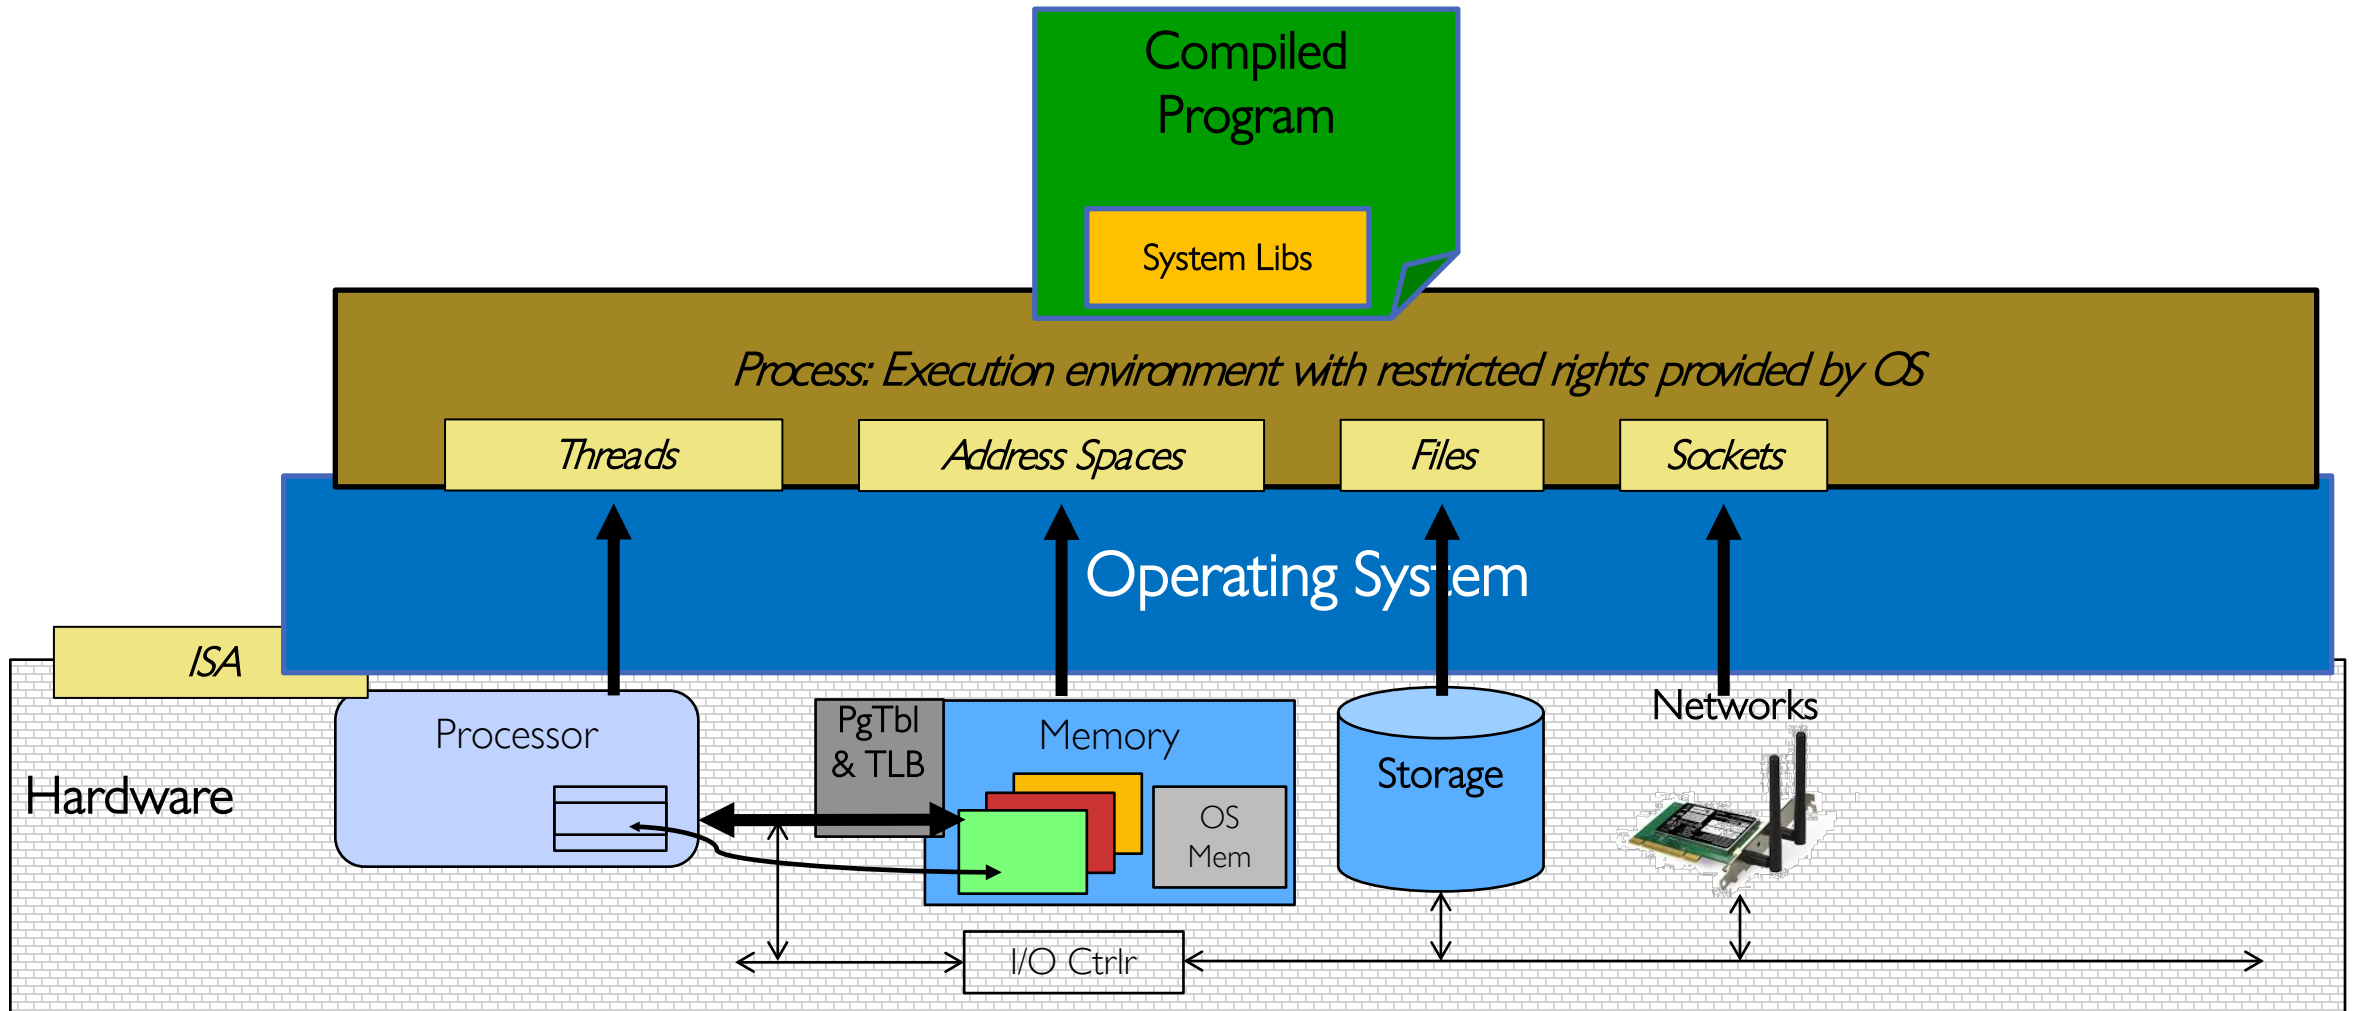 Compiled
Program
System Libs
Process: Execution environment with restricted rights provided by OS
Threads
Address Spaces
Files
Sockets
Operating System
ISA
Networks
Processor
PgTbl
& TLB
Memory
Storage
Hardware
OS
Mem
I/O Ctrlr